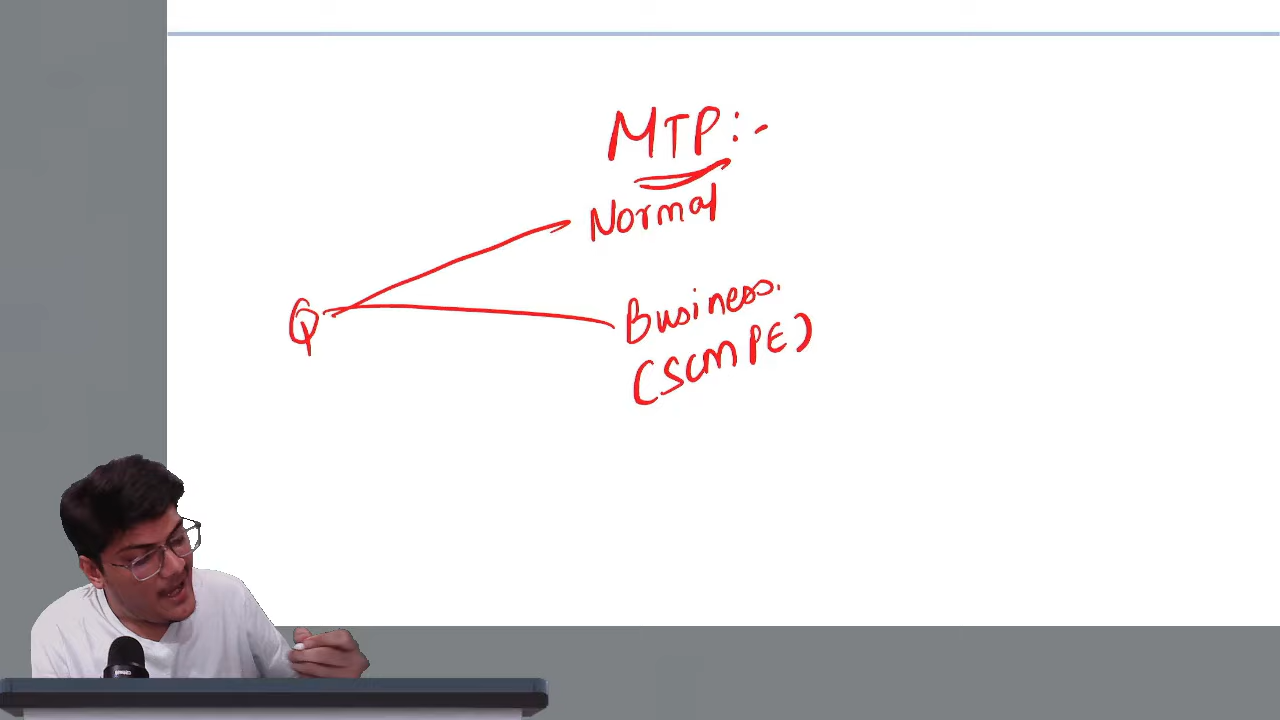 MTP:-
Normal
Q
Business.
(SCMPE)